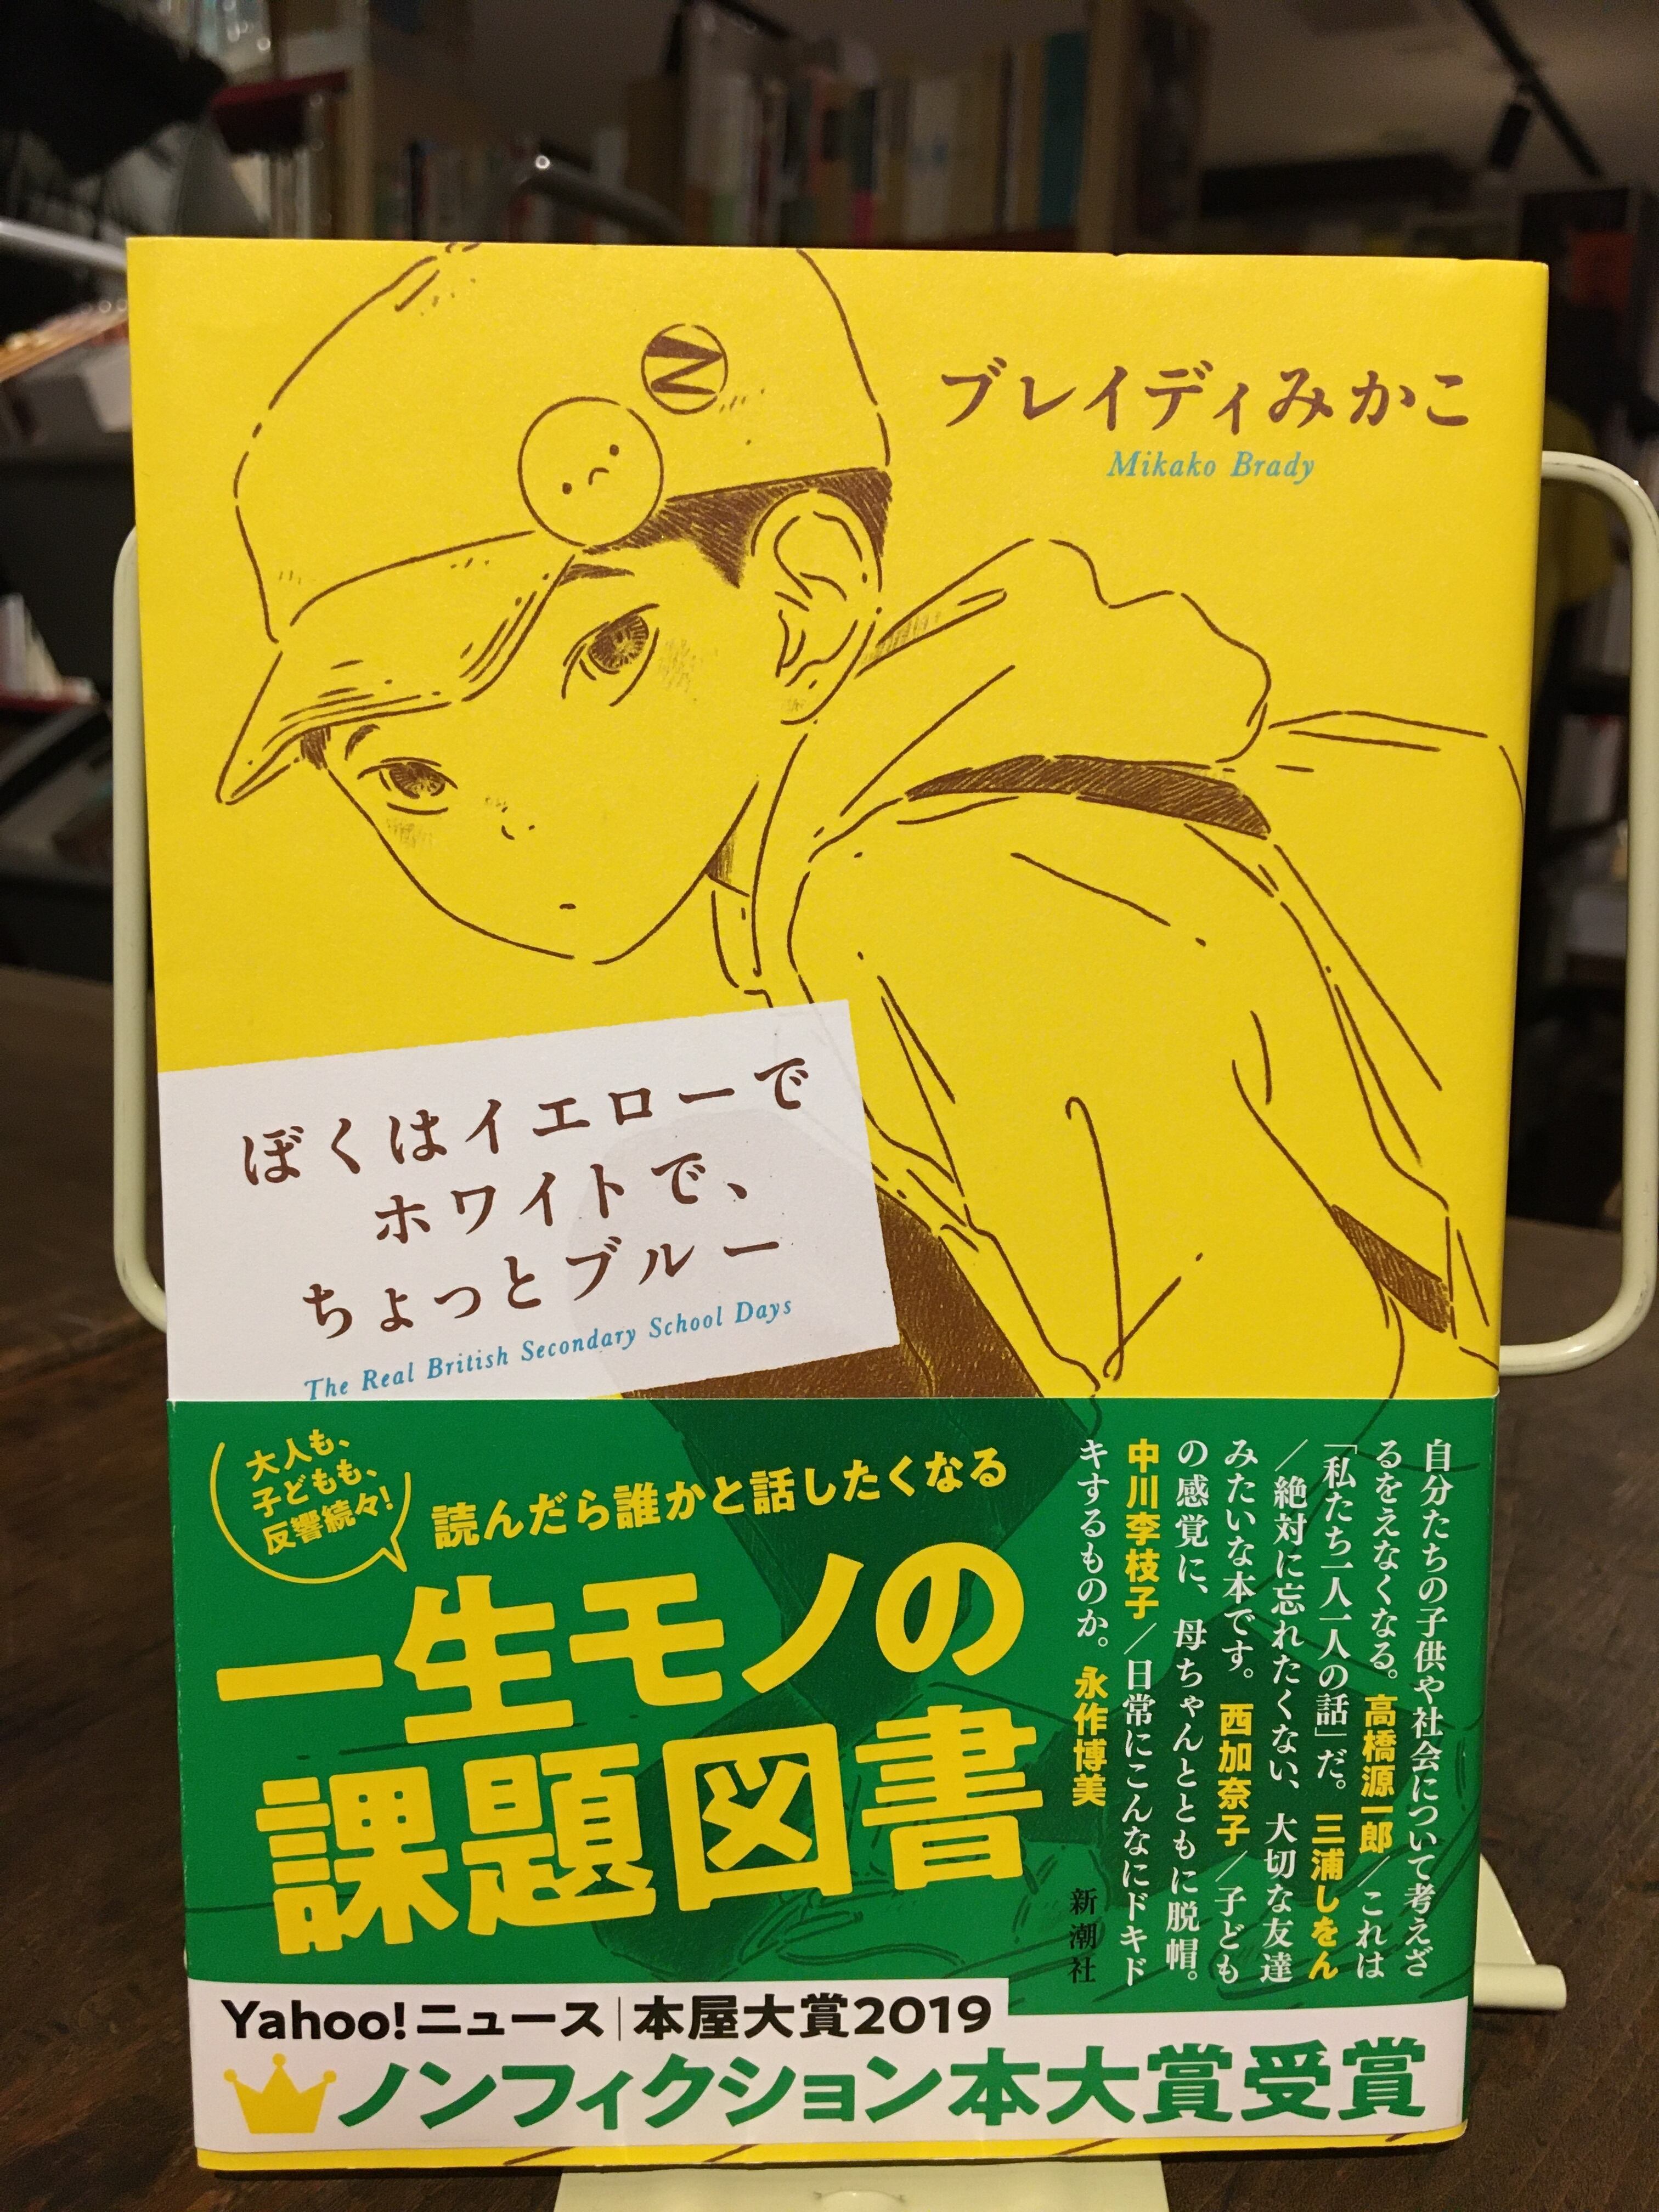 ブレイディみかこ
Mikako Brady
ぼくはイエローで
ホワイトで、
ちょっとブルー
The Real British Secondary School Days
大人も、
子どもも、
反響続々!
読んだら誰かと話したくなる
一生モノの
課題図書
自分たちの子供や社会について考えざ
るをえなくなる。高橋源一郎/これは
「私たち一人一人の話」だ。三浦しをん
/絶対に忘れたくない、大切な友達
みたいな本です。西加奈子/子ども
の感覚に、母ちゃんとともに脱帽。
中川李枝子/日常にこんなにドキド
キするものか。永作博美
新潮社
Yahoo!ニュース|本屋大賞2019
ノンフィクション本大賞受賞